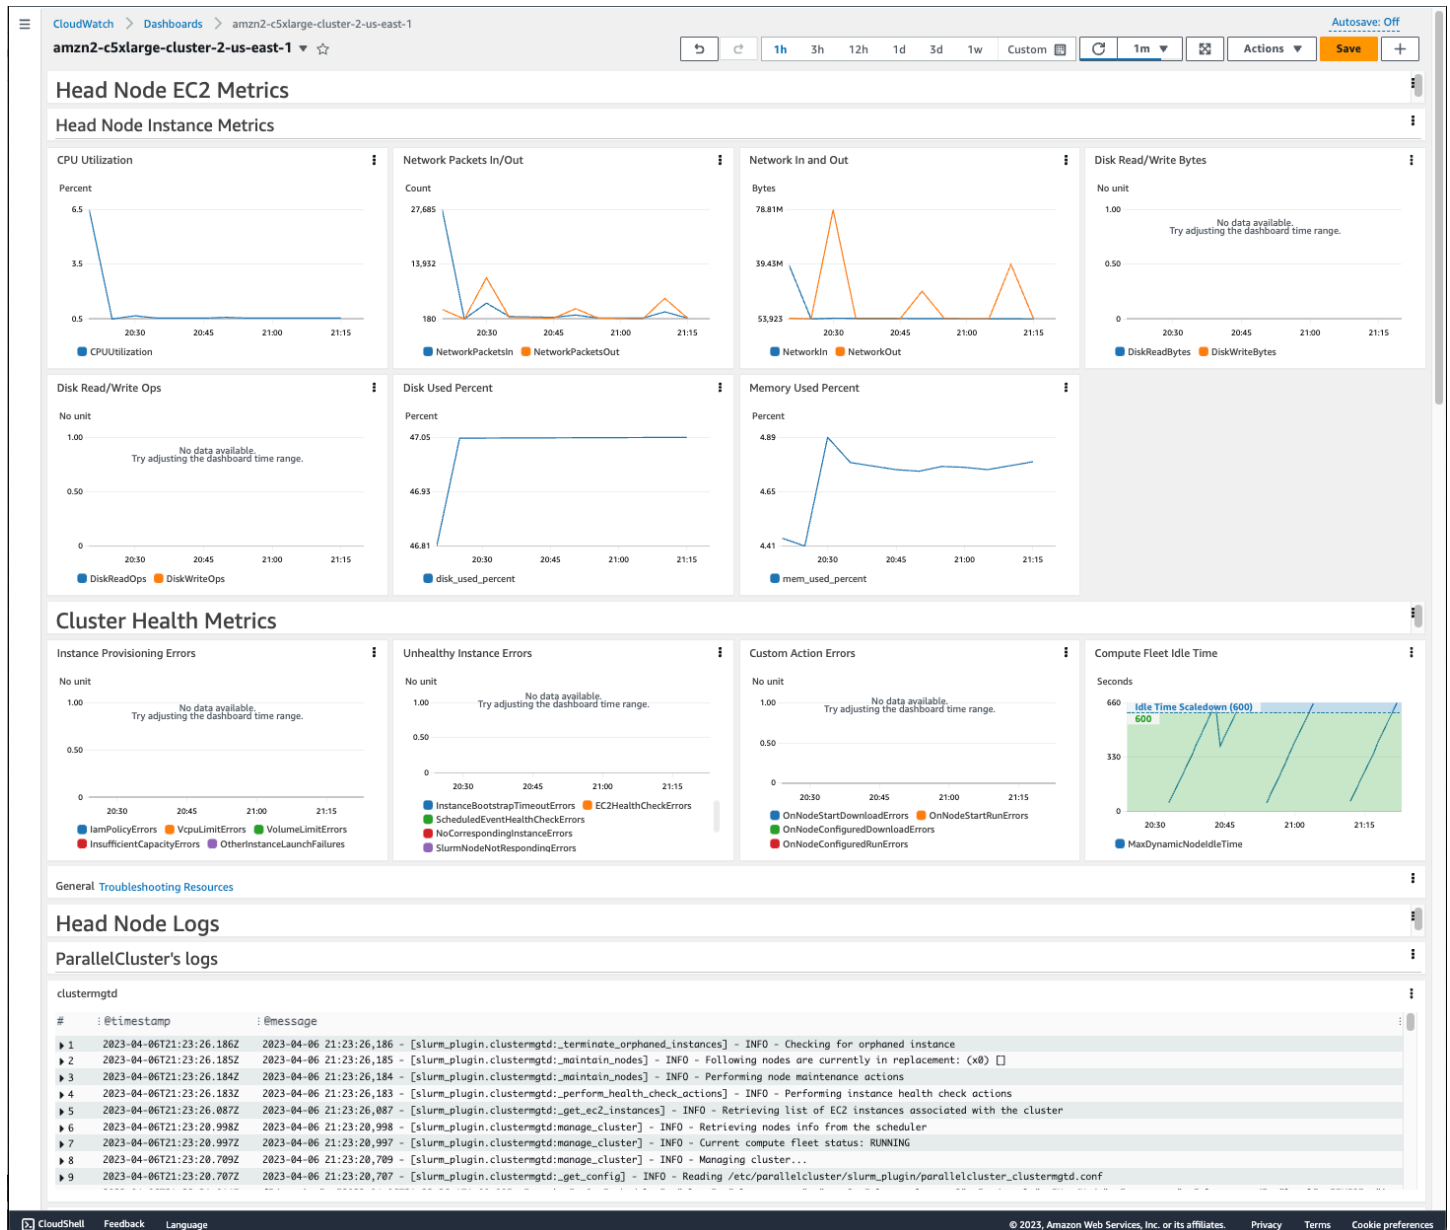 CloudWatch > Dashboards > amzn2-c5xlarge-cluster-2-us-east-1
Autosave: Off
amzn2-c5xlarge-cluster-2-us-east-1
1h 3h 12h 1d 3d 1w Custom 1m Actions Save
Head Node EC2 Metrics
Head Node Instance Metrics
CPU Utilization
Percent
6.5
3.5
0.5
20:30 20:45 21:00 21:15
CPUUtilization
Network Packets In/Out
Count
27,685
13,932
180
20:30 20:45 21:00 21:15
NetworkPacketsIn NetworkPacketsOut
Network In and Out
Bytes
78.81M
39.43M
53,923
20:30 20:45 21:00 21:15
NetworkIn NetworkOut
Disk Read/Write Bytes
No unit
1.00
No data available.
Try adjusting the dashboard time range.
0.50
0
20:30 20:45 21:00 21:15
DiskReadBytes DiskWriteBytes
Disk Read/Write Ops
No unit
1.00
No data available.
Try adjusting the dashboard time range.
0.50
0
20:30 20:45 21:00 21:15
DiskReadOps DiskWriteOps
Disk Used Percent
Percent
47.05
46.93
46.81
20:30 20:45 21:00 21:15
disk_used_percent
Memory Used Percent
Percent
4.89
4.65
4.41
20:30 20:45 21:00 21:15
mem_used_percent
Cluster Health Metrics
Instance Provisioning Errors
No unit
1.00
No data available.
Try adjusting the dashboard time range.
0.50
0
20:30 20:45 21:00 21:15
IamPolicyErrors VcpuLimitErrors VolumeLimitErrors
InsufficientCapacityErrors OtherInstanceLaunchFailures
Unhealthy Instance Errors
No unit
1.00
No data available.
Try adjusting the dashboard time range.
0.50
0
20:30 20:45 21:00 21:15
InstanceBootstrapTimeoutErrors EC2HealthCheckErrors
ScheduledEventHealthCheckErrors
NoCorrespondingInstanceErrors
SlurmNodeNotRespondingErrors
Custom Action Errors
No unit
1.00
No data available.
Try adjusting the dashboard time range.
0.50
0
20:30 20:45 21:00 21:15
OnNodeStartDownloadErrors OnNodeStartRunErrors
OnNodeConfiguredDownloadErrors
OnNodeConfiguredRunErrors
Compute Fleet Idle Time
Seconds
660
Idle Time Scaledown (600)
600
330
0
20:30 20:45 21:00 21:15
MaxDynamicNodeIdleTime
General Troubleshooting Resources
Head Node Logs
ParallelCluster's logs
clustermgtd
# @timestamp @message
1 2023-04-06T21:23:26.186Z 2023-04-06 21:23:26,186 - [slurm_plugin.clustermgtd:_terminate_orphaned_instances] - INFO - Checking for orphaned instance
2 2023-04-06T21:23:26.185Z 2023-04-06 21:23:26,185 - [slurm_plugin.clustermgtd:_maintain_nodes] - INFO - Following nodes are currently in replacement: (x0) []
3 2023-04-06T21:23:26.184Z 2023-04-06 21:23:26,184 - [slurm_plugin.clustermgtd:_maintain_nodes] - INFO - Performing node maintenance actions
4 2023-04-06T21:23:26.183Z 2023-04-06 21:23:26,183 - [slurm_plugin.clustermgtd:_perform_health_check_actions] - INFO - Performing instance health check actions
5 2023-04-06T21:23:26.087Z 2023-04-06 21:23:26,087 - [slurm_plugin.clustermgtd:_get_ec2_instances] - INFO - Retrieving list of EC2 instances associated with the cluster
6 2023-04-06T21:23:20.998Z 2023-04-06 21:23:20,998 - [slurm_plugin.clustermgtd:manage_cluster] - INFO - Retrieving nodes info from the scheduler
7 2023-04-06T21:23:20.997Z 2023-04-06 21:23:20,997 - [slurm_plugin.clustermgtd:manage_cluster] - INFO - Current compute fleet status: RUNNING
8 2023-04-06T21:23:20.709Z 2023-04-06 21:23:20,709 - [slurm_plugin.clustermgtd:manage_cluster] - INFO - Managing cluster...
9 2023-04-06T21:23:20.707Z 2023-04-06 21:23:20,707 - [slurm_plugin.clustermgtd:_get_config] - INFO - Reading /etc/parallelcluster/slurm_plugin/parallelcluster_clustermgtd.conf
CloudShell Feedback Language © 2023, Amazon Web Services, Inc. or its affiliates. Privacy Terms Cookie preferences